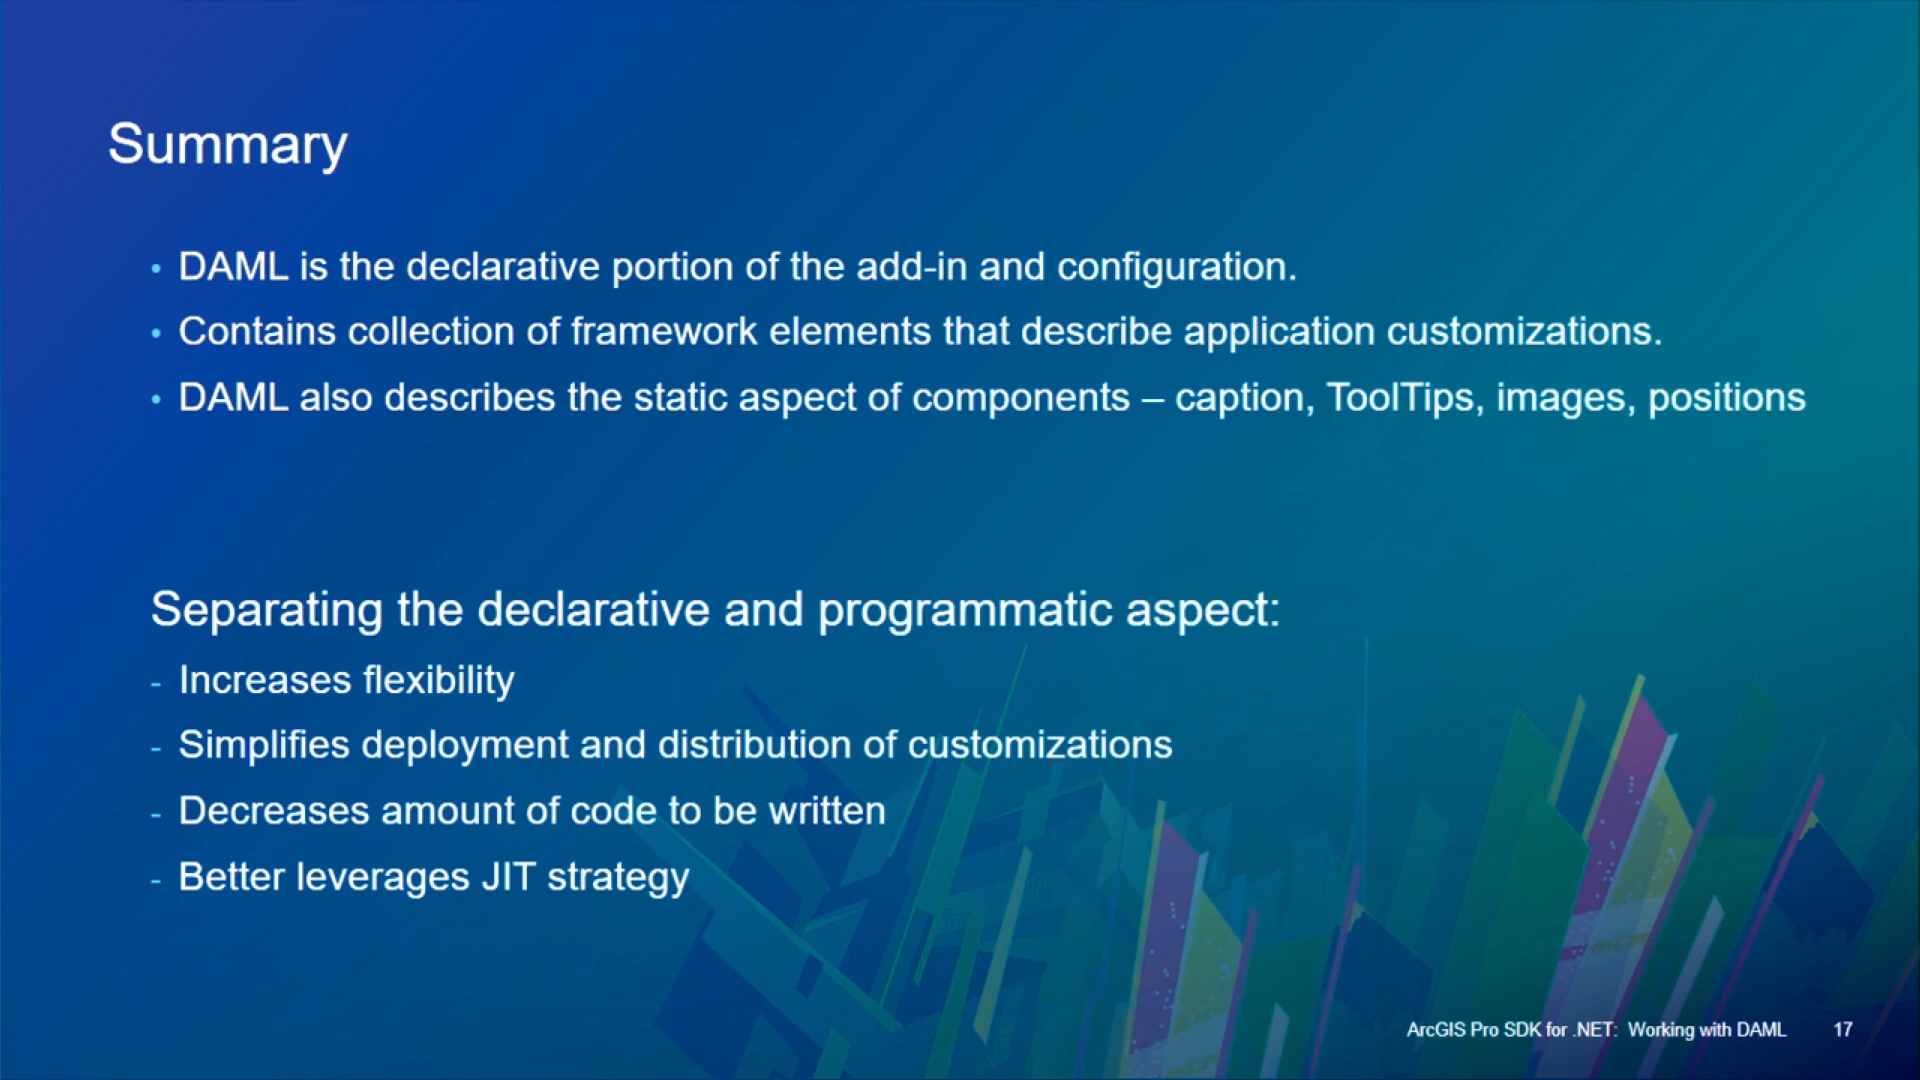 Summary
• DAML is the declarative portion of the add-in and configuration.
• Contains collection of framework elements that describe application customizations.
• DAML also describes the static aspect of components – caption, ToolTips, images, positions
Separating the declarative and programmatic aspect:
- Increases flexibility
- Simplifies deployment and distribution of customizations
- Decreases amount of code to be written
- Better leverages JIT strategy
ArcGIS Pro SDK for .NET: Working with DAML 17